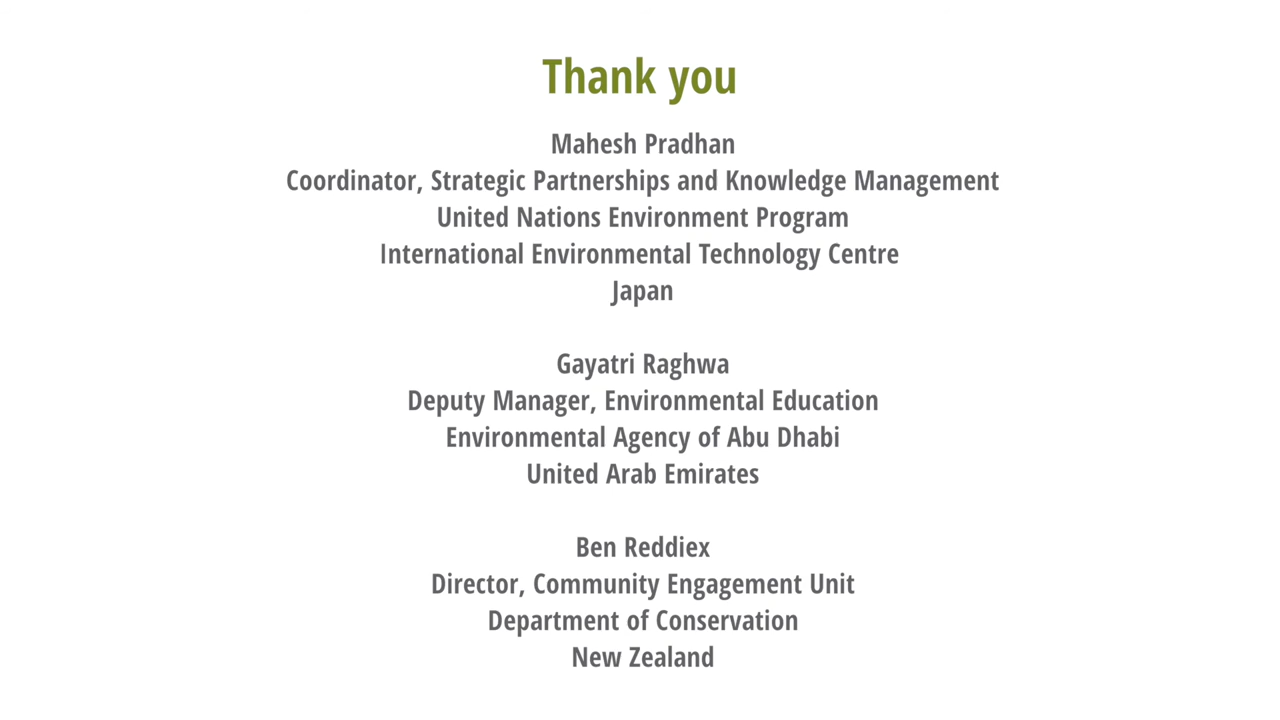 Thank you
Mahesh Pradhan
Coordinator, Strategic Partnerships and Knowledge Management
United Nations Environment Program
International Environmental Technology Centre
Japan
Gayatri Raghwa
Deputy Manager, Environmental Education
Environmental Agency of Abu Dhabi
United Arab Emirates
Ben Reddiex
Director, Community Engagement Unit
Department of Conservation
New Zealand